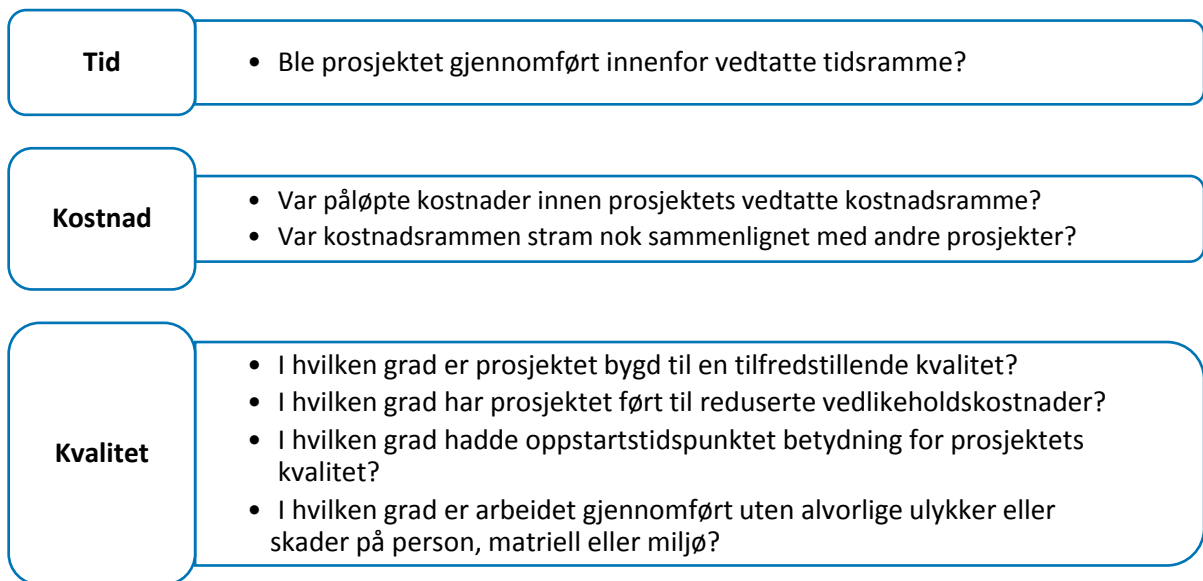 Tid
• Ble prosjektet gjennomført innenfor vedtatte tidsramme?
Kostnad
• Var påløpte kostnader innen prosjektets vedtatte kostnadsramme?
• Var kostnadsrammen stram nok sammenlignet med andre prosjekter?
Kvalitet
• I hvilken grad er prosjektet bygd til en tilfredstillende kvalitet?
• I hvilken grad har prosjektet ført til reduserte vedlikeholdskostnader?
• I hvilken grad hadde oppstartstidspunktet betydning for prosjektets
kvalitet?
• I hvilken grad er arbeidet gjennomført uten alvorlige ulykker eller
skader på person, matriell eller miljø?